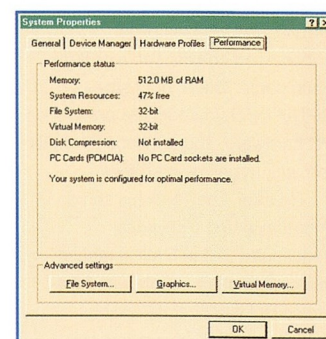 System Properties
General Device Manager Hardware Profiles Performance
Performance status
Memory: 512.0 MB of RAM
System Resources: 47% free
File System: 32-bit
Virtual Memory: 32-bit
Disk Compression: Not installed
PC Cards (PCMCIA): No PC Card sockets are installed.
Your system is configured for optimal performance.
Advanced settings
File System... Graphics... Virtual Memory...
OK Cancel